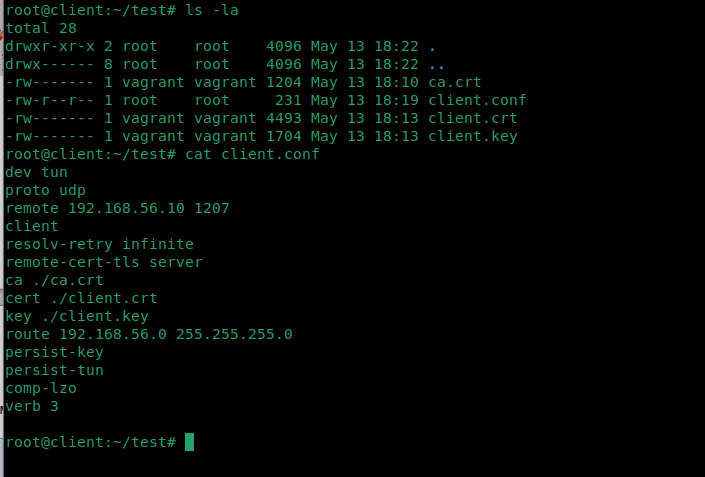 root@client:~/test# ls -la
total 28
drwxr-xr-x 2 root    root    4096 May 13 18:22 .
drwx------ 8 root    root    4096 May 13 18:22 ..
-rw------- 1 vagrant vagrant 1204 May 13 18:10 ca.crt
-rw-r--r-- 1 root    root     231 May 13 18:19 client.conf
-rw------- 1 vagrant vagrant 4493 May 13 18:13 client.crt
-rw------- 1 vagrant vagrant 1704 May 13 18:13 client.key
root@client:~/test# cat client.conf
dev tun
proto udp
remote 192.168.56.10 1207
client
resolv-retry infinite
remote-cert-tls server
ca ./ca.crt
cert ./client.crt
key ./client.key
route 192.168.56.0 255.255.255.0
persist-key
persist-tun
comp-lzo
verb 3
root@client:~/test#